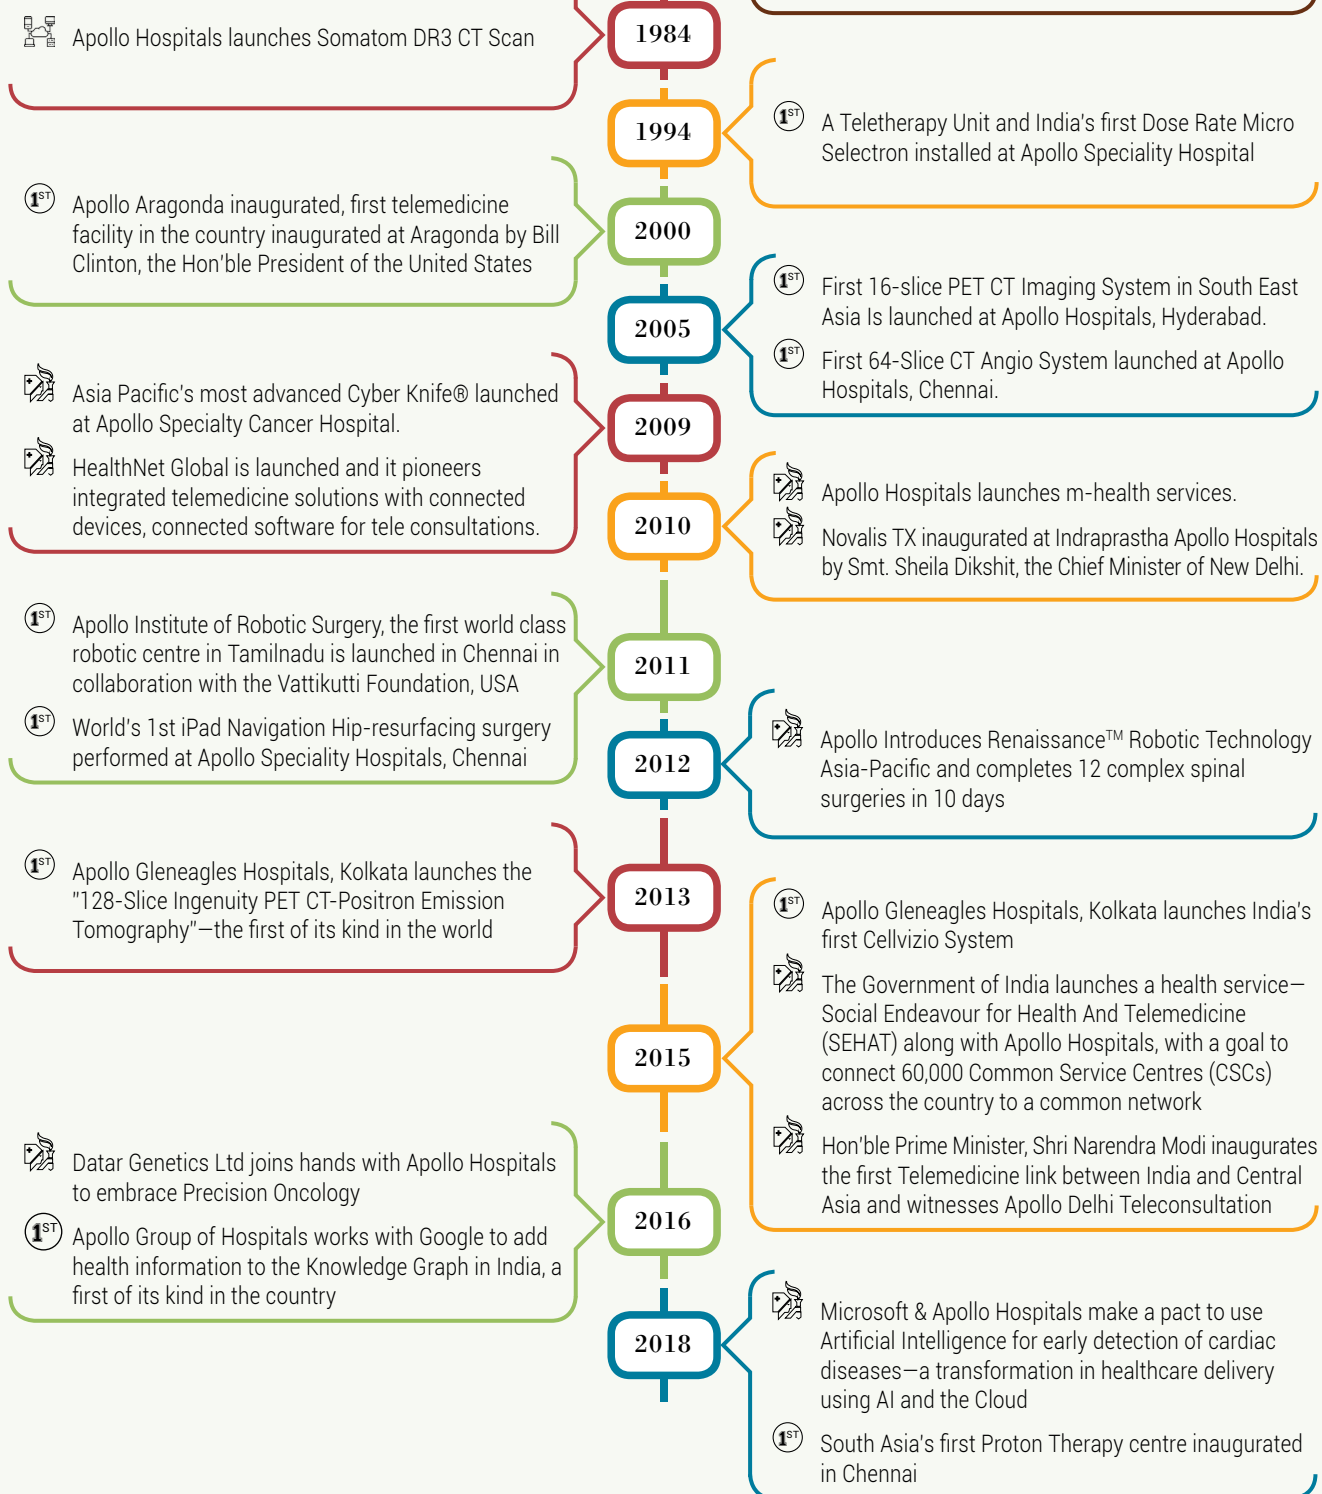 Apollo Hospitals launches Somatom DR3 CT Scan
1984
1994
1ST
A Teletherapy Unit and India's first Dose Rate Micro
Selectron installed at Apollo Speciality Hospital
1ST
Apollo Aragonda inaugurated, first telemedicine
facility in the country inaugurated at Aragonda by Bill
Clinton, the Hon'ble President of the United States
2000
2005
1ST
First 16-slice PET CT Imaging System in South East
Asia Is launched at Apollo Hospitals, Hyderabad.
1ST
First 64-Slice CT Angio System launched at Apollo
Hospitals, Chennai.
Asia Pacific's most advanced Cyber Knife® launched
at Apollo Specialty Cancer Hospital.
HealthNet Global is launched and it pioneers
integrated telemedicine solutions with connected
devices, connected software for tele consultations.
2009
2010
Apollo Hospitals launches m-health services.
Novalis TX inaugurated at Indraprastha Apollo Hospitals
by Smt. Sheila Dikshit, the Chief Minister of New Delhi.
1ST
Apollo Institute of Robotic Surgery, the first world class
robotic centre in Tamilnadu is launched in Chennai in
collaboration with the Vattikutti Foundation, USA
1ST
World's 1st iPad Navigation Hip-resurfacing surgery
performed at Apollo Speciality Hospitals, Chennai
2011
2012
Apollo Introduces Renaissance™ Robotic Technology
Asia-Pacific and completes 12 complex spinal
surgeries in 10 days
1ST
Apollo Gleneagles Hospitals, Kolkata launches the
"128-Slice Ingenuity PET CT-Positron Emission
Tomography"—the first of its kind in the world
2013
2015
1ST
Apollo Gleneagles Hospitals, Kolkata launches India's
first Cellvizio System
The Government of India launches a health service—
Social Endeavour for Health And Telemedicine
(SEHAT) along with Apollo Hospitals, with a goal to
connect 60,000 Common Service Centres (CSCs)
across the country to a common network
Hon'ble Prime Minister, Shri Narendra Modi inaugurates
the first Telemedicine link between India and Central
Asia and witnesses Apollo Delhi Teleconsultation
Datar Genetics Ltd joins hands with Apollo Hospitals
to embrace Precision Oncology
1ST
Apollo Group of Hospitals works with Google to add
health information to the Knowledge Graph in India, a
first of its kind in the country
2016
2018
Microsoft & Apollo Hospitals make a pact to use
Artificial Intelligence for early detection of cardiac
diseases—a transformation in healthcare delivery
using AI and the Cloud
1ST
South Asia's first Proton Therapy centre inaugurated
in Chennai